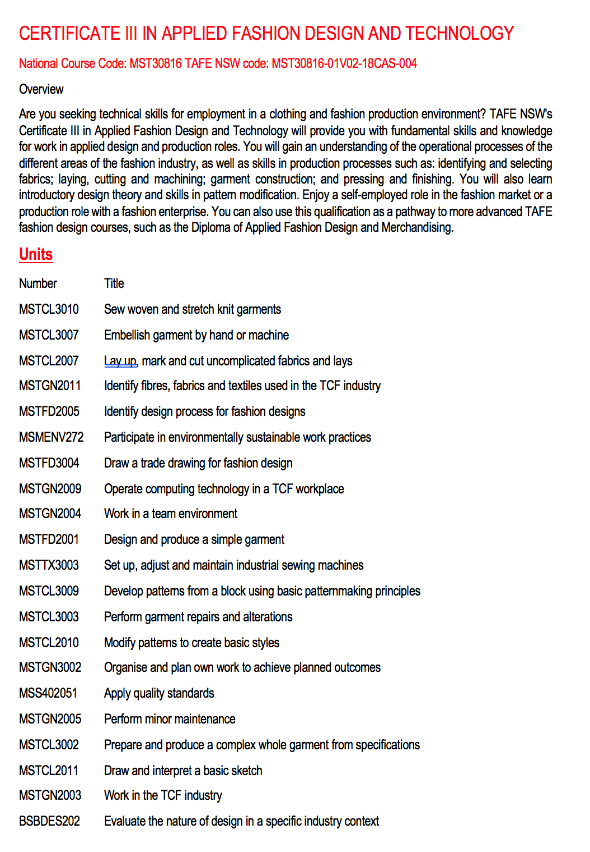 CERTIFICATE III IN APPLIED FASHION DESIGN AND TECHNOLOGY
National Course Code: MST30816 TAFE NSW code: MST30816-01V02-18CAS-004
Overview
Are you seeking technical skills for employment in a clothing and fashion production environment? TAFE NSW's
Certificate III in Applied Fashion Design and Technology will provide you with fundamental skills and knowledge
for work in applied design and production roles. You will gain an understanding of the operational processes of the
different areas of the fashion industry, as well as skills in production processes such as: identifying and selecting
fabrics; laying, cutting and machining; garment construction; and pressing and finishing. You will also learn
introductory design theory and skills in pattern modification. Enjoy a self-employed role in the fashion market or a
production role with a fashion enterprise. You can also use this qualification as a pathway to more advanced TAFE
fashion design courses, such as the Diploma of Applied Fashion Design and Merchandising.
Units
Number Title
MSTCL3010 Sew woven and stretch knit garments
MSTCL3007 Embellish garment by hand or machine
MSTCL2007 Lay up, mark and cut uncomplicated fabrics and lays
MSTGN2011 Identify fibres, fabrics and textiles used in the TCF industry
MSTFD2005 Identify design process for fashion designs
MSMENV272 Participate in environmentally sustainable work practices
MSTFD3004 Draw a trade drawing for fashion design
MSTGN2009 Operate computing technology in a TCF workplace
MSTGN2004 Work in a team environment
MSTFD2001 Design and produce a simple garment
MSTTX3003 Set up, adjust and maintain industrial sewing machines
MSTCL3009 Develop patterns from a block using basic patternmaking principles
MSTCL3003 Perform garment repairs and alterations
MSTCL2010 Modify patterns to create basic styles
MSTGN3002 Organise and plan own work to achieve planned outcomes
MSS402051 Apply quality standards
MSTGN2005 Perform minor maintenance
MSTCL3002 Prepare and produce a complex whole garment from specifications
MSTCL2011 Draw and interpret a basic sketch
MSTGN2003 Work in the TCF industry
BSBDES202 Evaluate the nature of design in a specific industry context